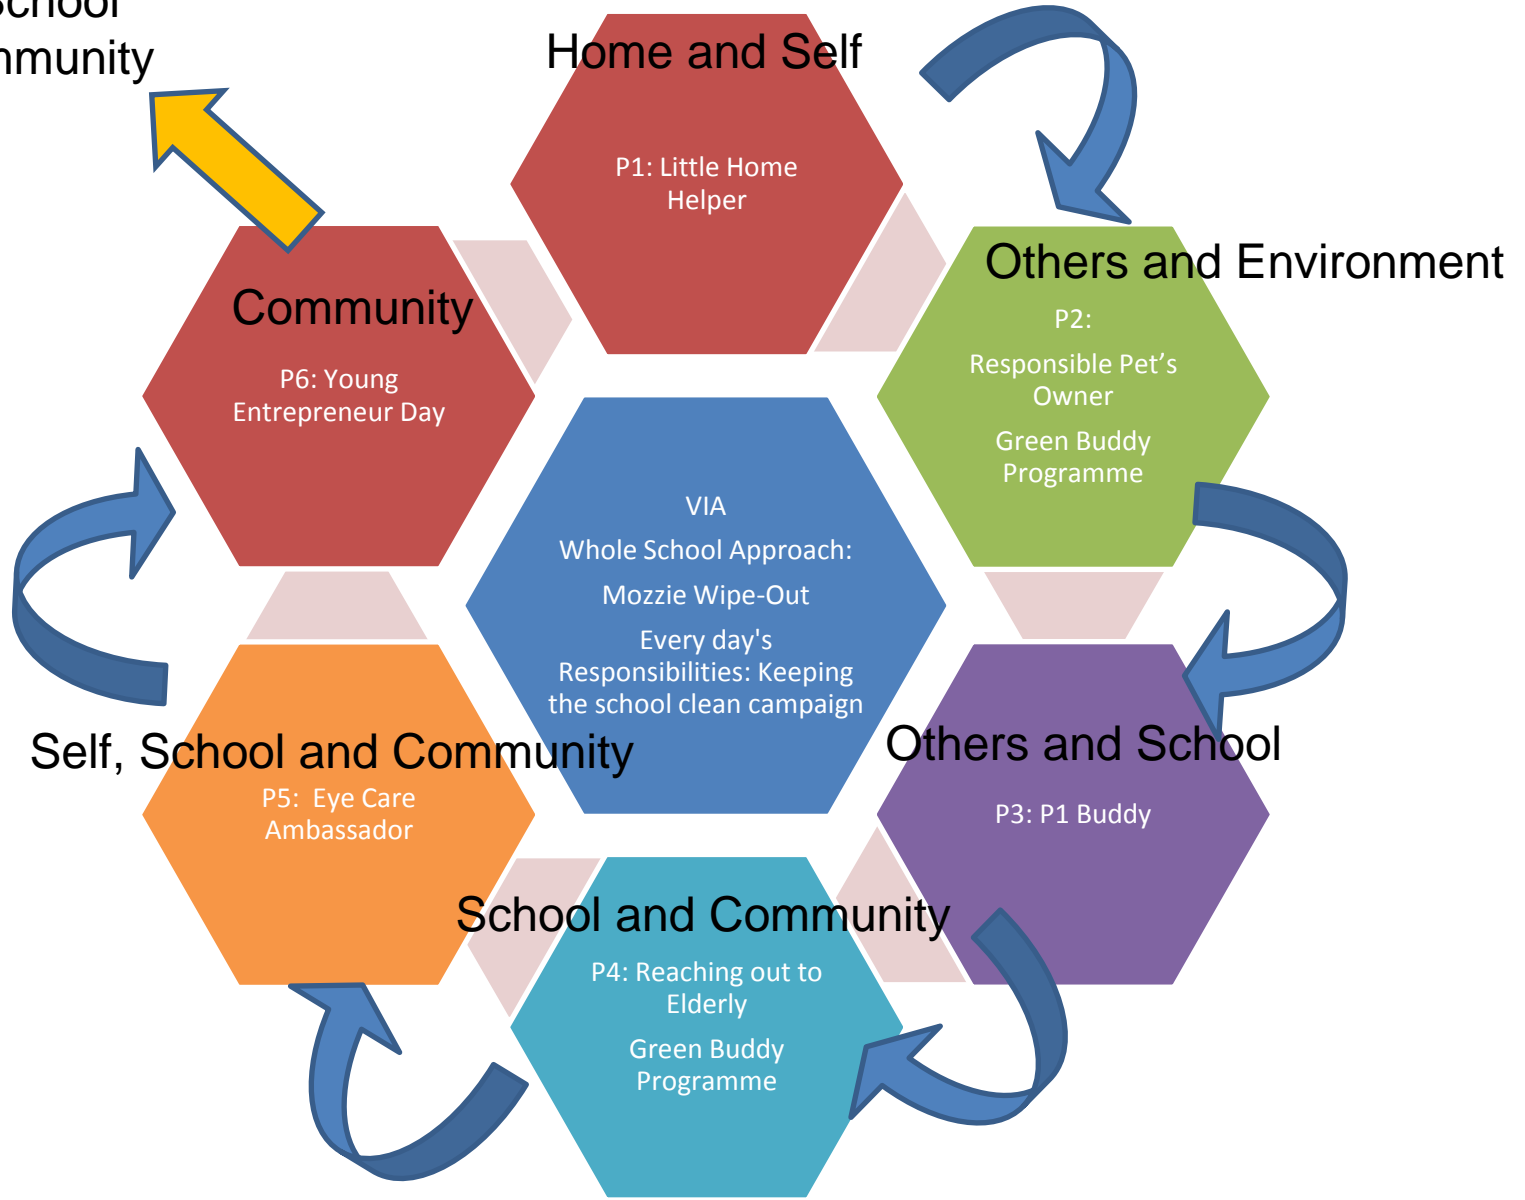 Home and Self
P1: Little Home
Helper
Others and Environment
P2:
Responsible Pet's
Owner
Green Buddy
Programme
Others and School
P3: P1 Buddy
School and Community
P4: Reaching out to
Elderly
Green Buddy
Programme
Self, School and Community
P5:  Eye Care
Ambassador
Community
P6: Young
Entrepreneur Day
VIA
Whole School Approach:
Mozzie Wipe-Out
Every day's
Responsibilities: Keeping
the school clean campaign